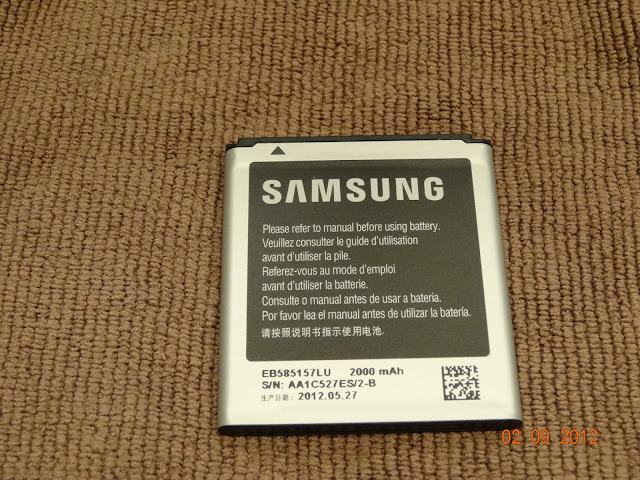 SAMSUNG
Please refer to manual before using battery.
Veuillez consulter le guide d'utilisation
avant d'utiliser la pile.
Referez-vous au mode d'emploi
avant d'utiliser la batterie.
Consulte o manual antes de usar a bateria.
Por favor lea el manual antes de utilizar la batería.
请按照说明书指示使用电池.
EB585157LU 2000 mAh
S/N: AA1C527ES/2-B
生产日期: 2012.05.27
02 09 2012